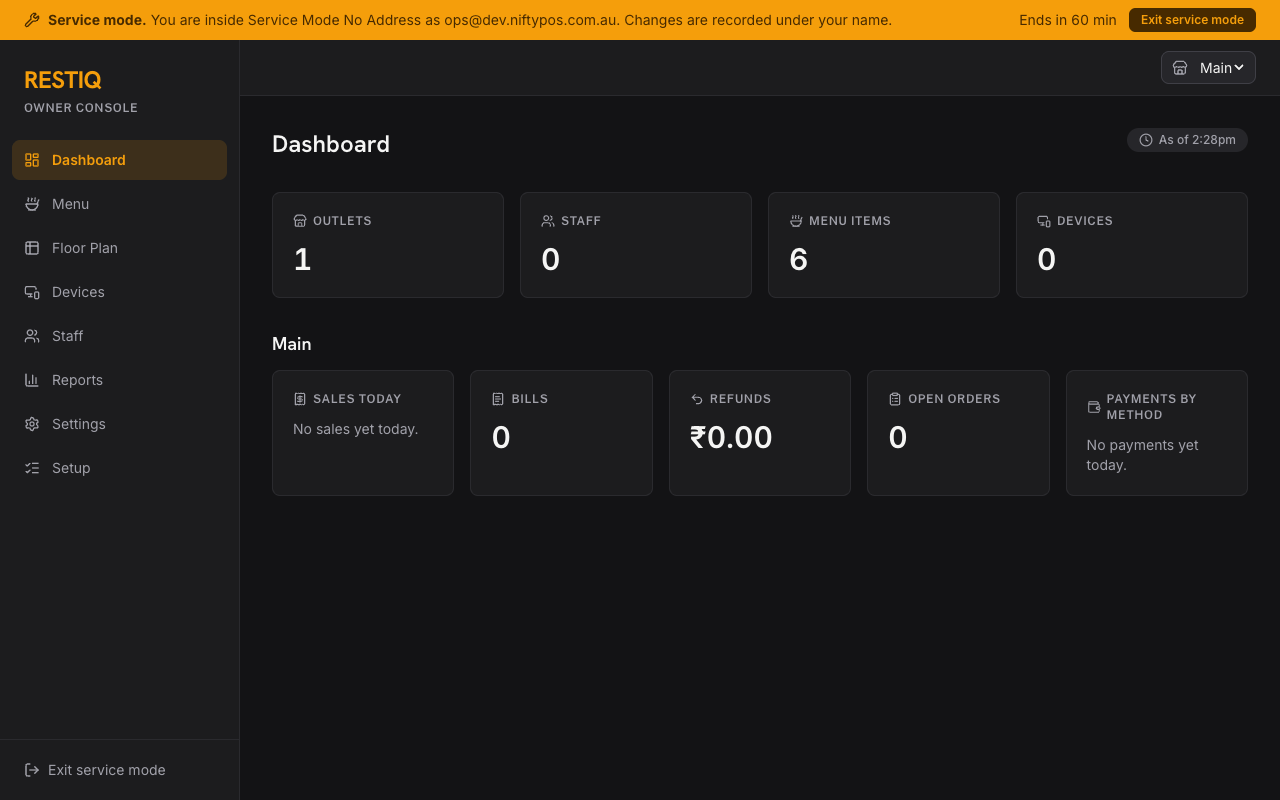 Service mode. You are inside Service Mode No Address as ops@dev.niftypos.com.au. Changes are recorded under your name.
Ends in 60 min
Exit service mode
RESTIQ
OWNER CONSOLE
Main
Dashboard
Menu
Floor Plan
Devices
Staff
Reports
Settings
Setup
Exit service mode
Dashboard
As of 2:28pm
OUTLETS
1
STAFF
0
MENU ITEMS
6
DEVICES
0
Main
SALES TODAY
No sales yet today.
BILLS
0
REFUNDS
₹0.00
OPEN ORDERS
0
PAYMENTS BY
METHOD
No payments yet
today.